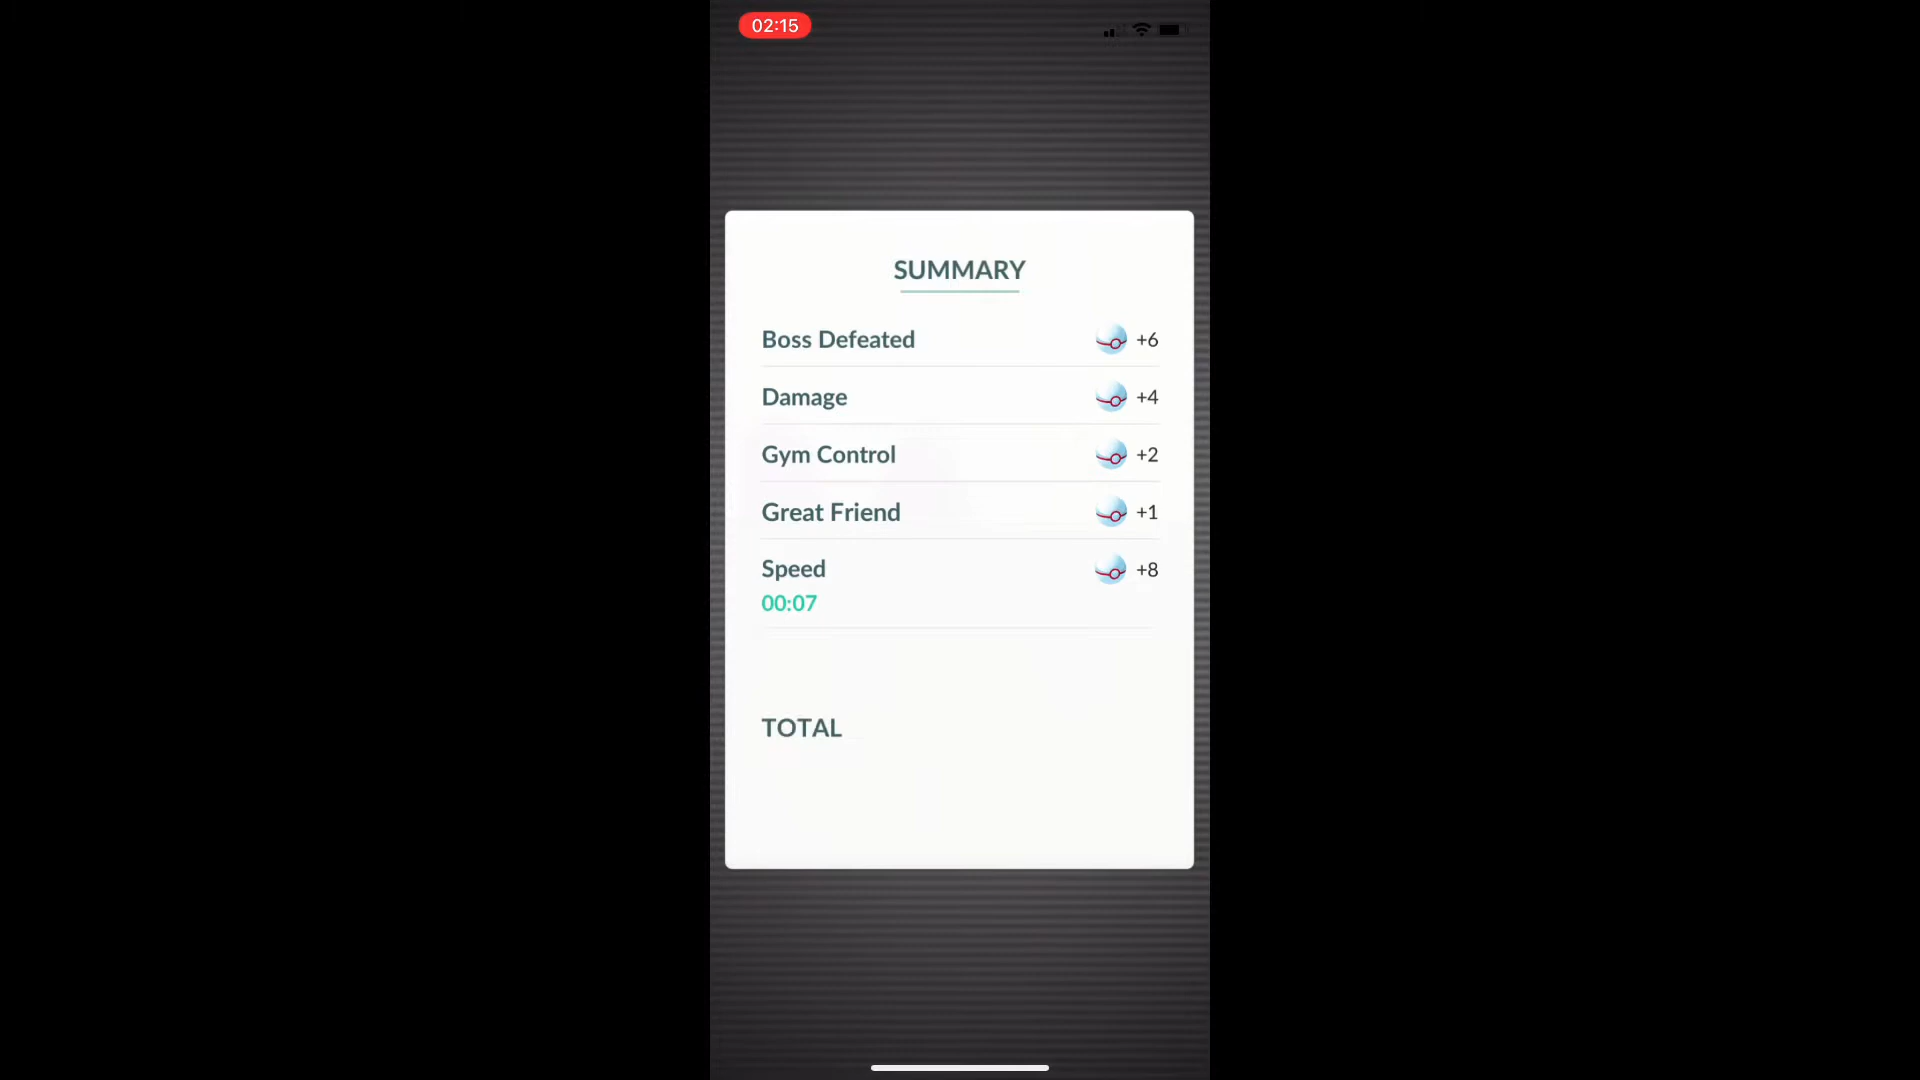 02:15
SUMMARY
Boss Defeated +6
Damage +4
Gym Control +2
Great Friend +1
Speed +8
00:07
TOTAL